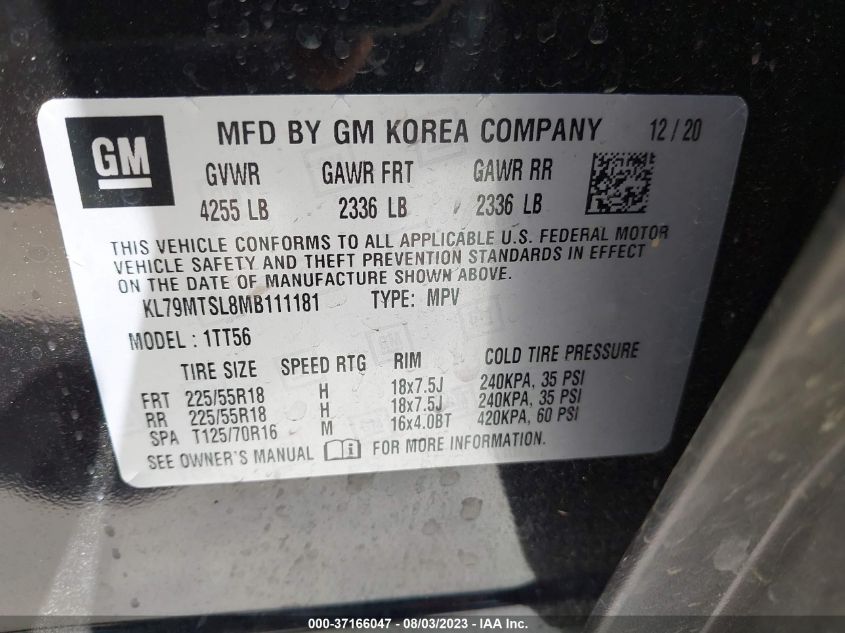 GM
MFD BY GM KOREA COMPANY 12/20
GVWR GAWR FRT GAWR RR
4255 LB 2336 LB 2336 LB
THIS VEHICLE CONFORMS TO ALL APPLICABLE U.S. FEDERAL MOTOR
VEHICLE SAFETY AND THEFT PREVENTION STANDARDS IN EFFECT
ON THE DATE OF MANUFACTURE SHOWN ABOVE.
KL79MTSL8MB111181 TYPE: MPV
MODEL : 1TT56
TIRE SIZE SPEED RTG RIM COLD TIRE PRESSURE
FRT 225/55R18 H 18x7.5J 240KPA, 35 PSI
RR 225/55R18 H 18x7.5J 240KPA, 35 PSI
SPA T125/70R16 M 16x4.0BT 420KPA, 60 PSI
SEE OWNER'S MANUAL FOR MORE INFORMATION.
000-37166047 - 08/03/2023 - IAA Inc.